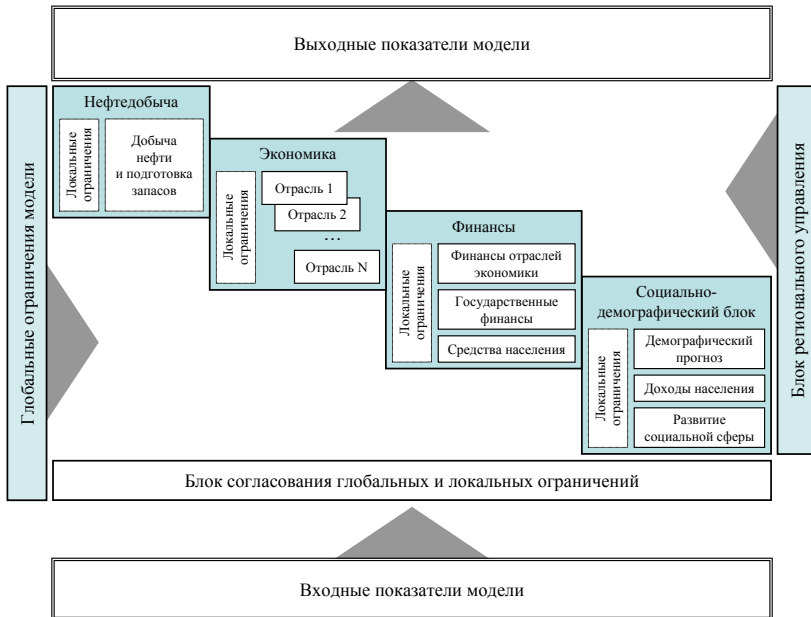 Выходные показатели модели
Глобальные ограничения модели
Нефтедобыча
Локальные
ограничения
Добыча
нефти
и подготовка
запасов
Экономика
Локальные
ограничения
Отрасль 1
Отрасль 2
...
Отрасль N
Финансы
Локальные
ограничения
Финансы отраслей
экономики
Государственные
финансы
Средства населения
Социально-
демографический блок
Локальные
ограничения
Демографический
прогноз
Доходы населения
Развитие
социальной сферы
Блок регионального управления
Блок согласования глобальных и локальных ограничений
Входные показатели модели